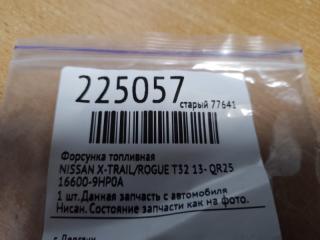 225057
старый 77641
Форсунка топливная
NISSAN X-TRAIL/ROGUE T32 13- QR25
16600-9HP0A
1 шт. Данная запчасть с автомобиля
Нисан. Состояние запчасти как на фото.